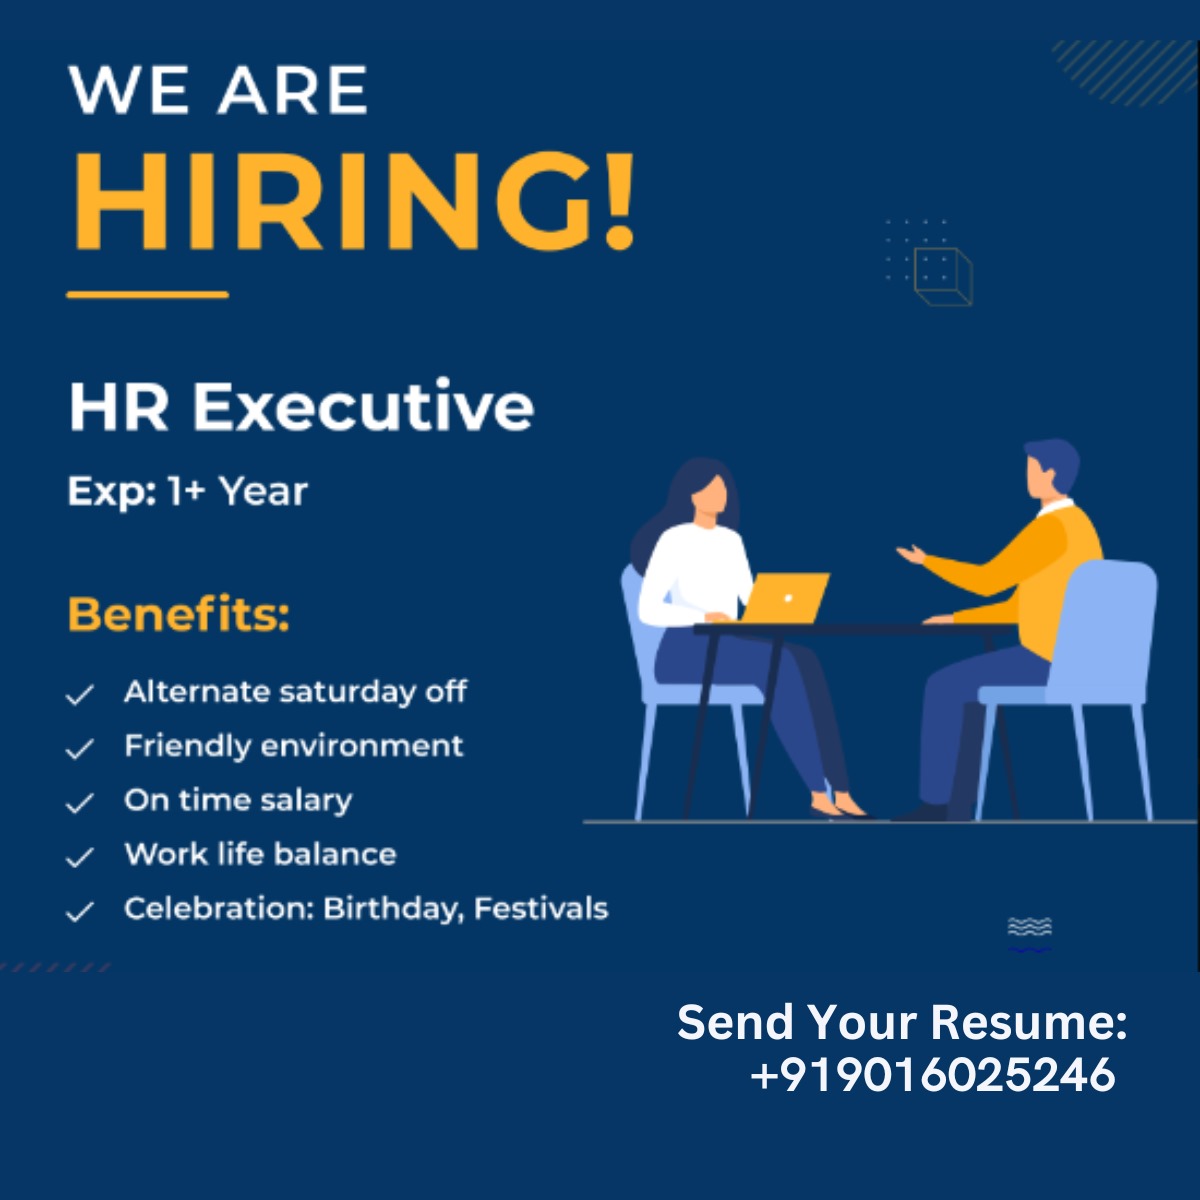 WE ARE
HIRING!
HR Executive
Exp: 1+ Year
Benefits:
Alternate saturday off
Friendly environment
On time salary
Work life balance
Celebration: Birthday, Festivals
Send Your Resume:
+919016025246